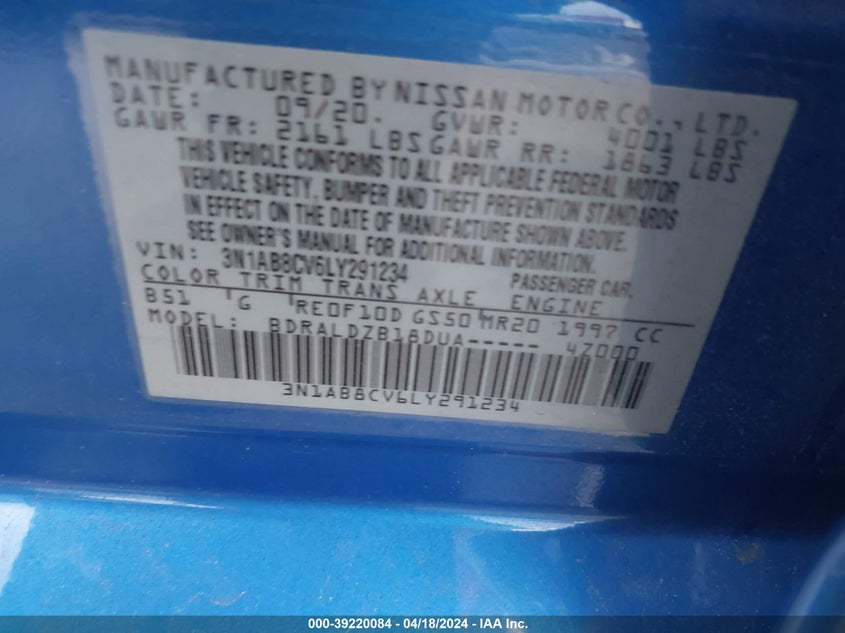 MANUFACTURED BY NISSAN MOTOR CO., LTD.
DATE: 09/20. GVWR: 4001 LBS
GAWR FR: 2161 LBS GAWR RR: 1863 LBS
THIS VEHICLE CONFORMS TO ALL APPLICABLE FEDERAL MOTOR
VEHICLE SAFETY, BUMPER AND THEFT PREVENTION STANDARDS
IN EFFECT ON THE DATE OF MANUFACTURE SHOWN ABOVE.
SEE OWNER'S MANUAL FOR ADDITIONAL INFORMATION.
VIN: 3N1AB8CV6LY291234 PASSENGER CAR.
COLOR TRIM TRANS AXLE ENGINE
B51 G RE0F10D GS50 MR20 1997 CC
MODEL: BDRALDZB18DUA----- 4Z000
3N1AB8CV6LY291234
000-39220084 - 04/18/2024 - IAA Inc.